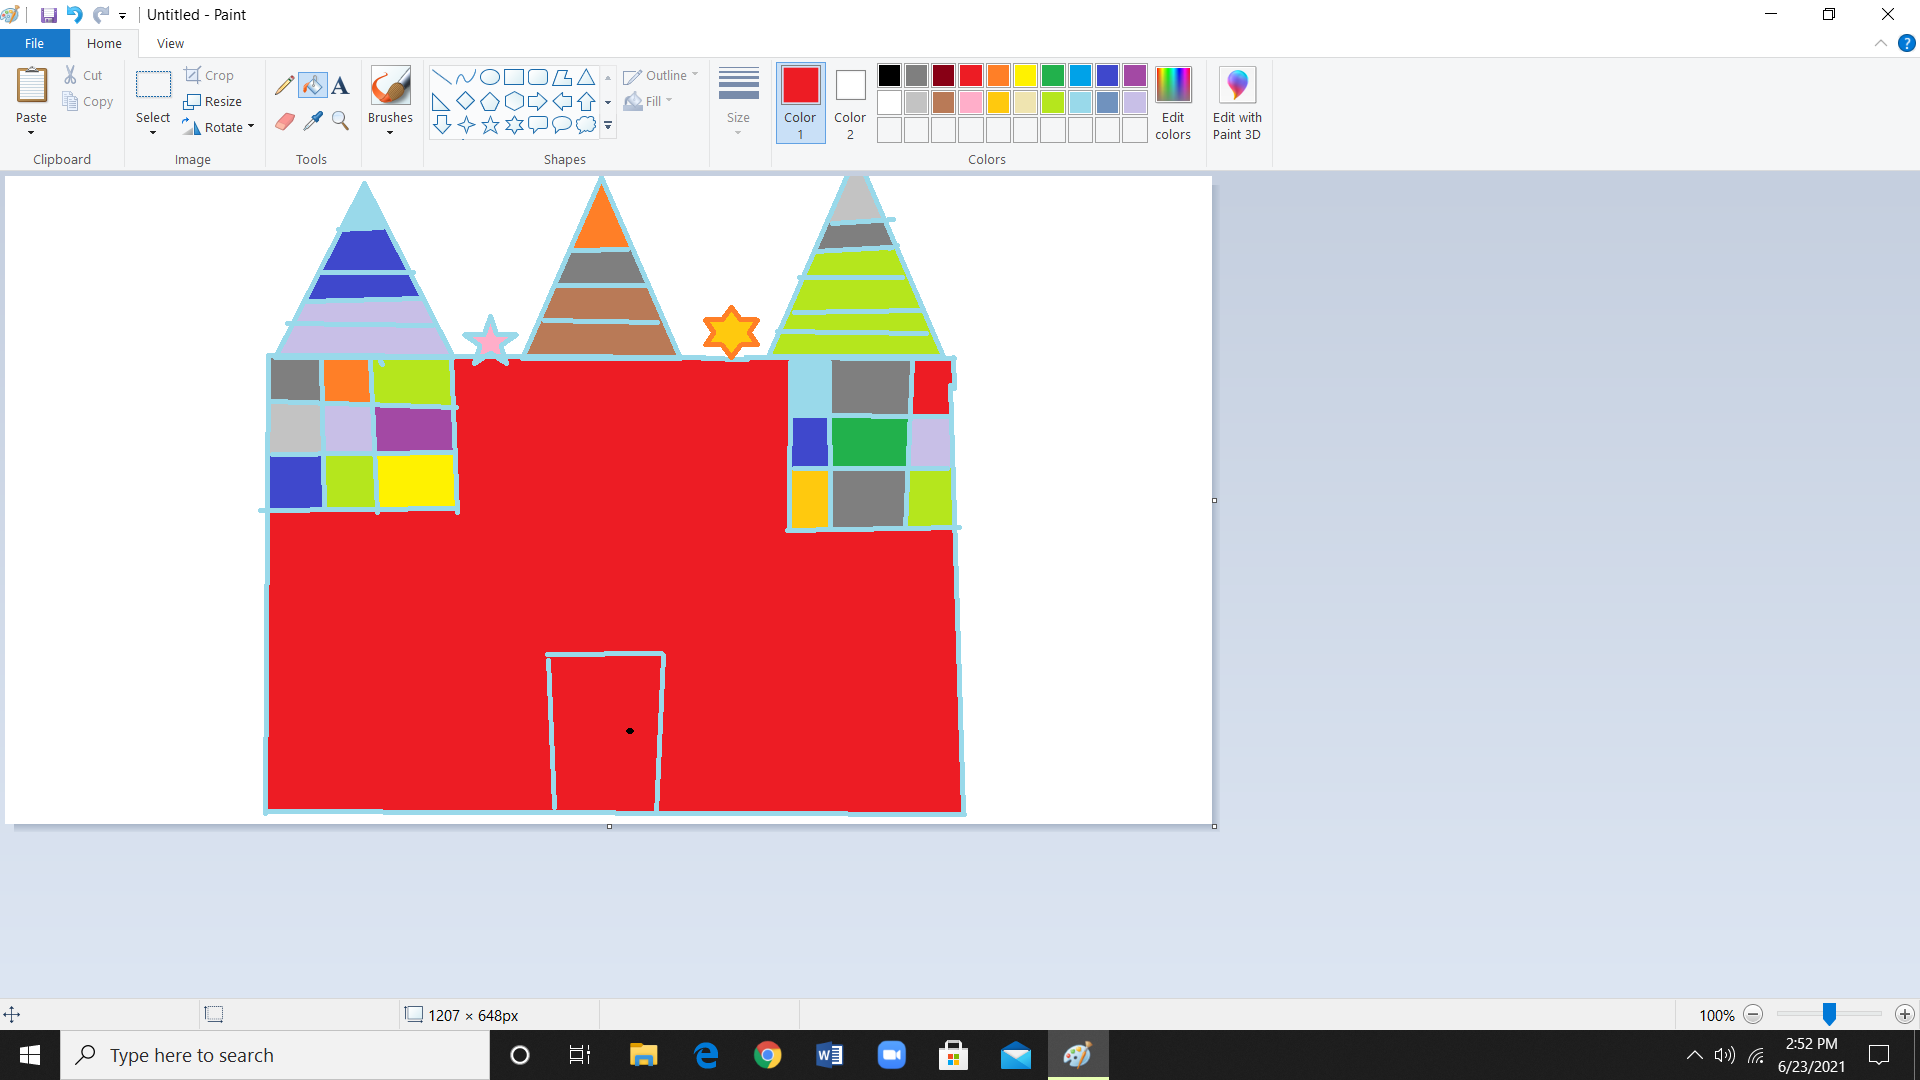 Untitled - Paint
File Home View
Paste
Cut
Copy
Clipboard
Select
Crop
Resize
Rotate
Image
A
Tools
Brushes
Shapes
Outline
Fill
Size
Color 1
Color 2
Edit colors
Colors
Edit with Paint 3D
?
1207 × 648px
100%
Type here to search
2:52 PM
6/23/2021